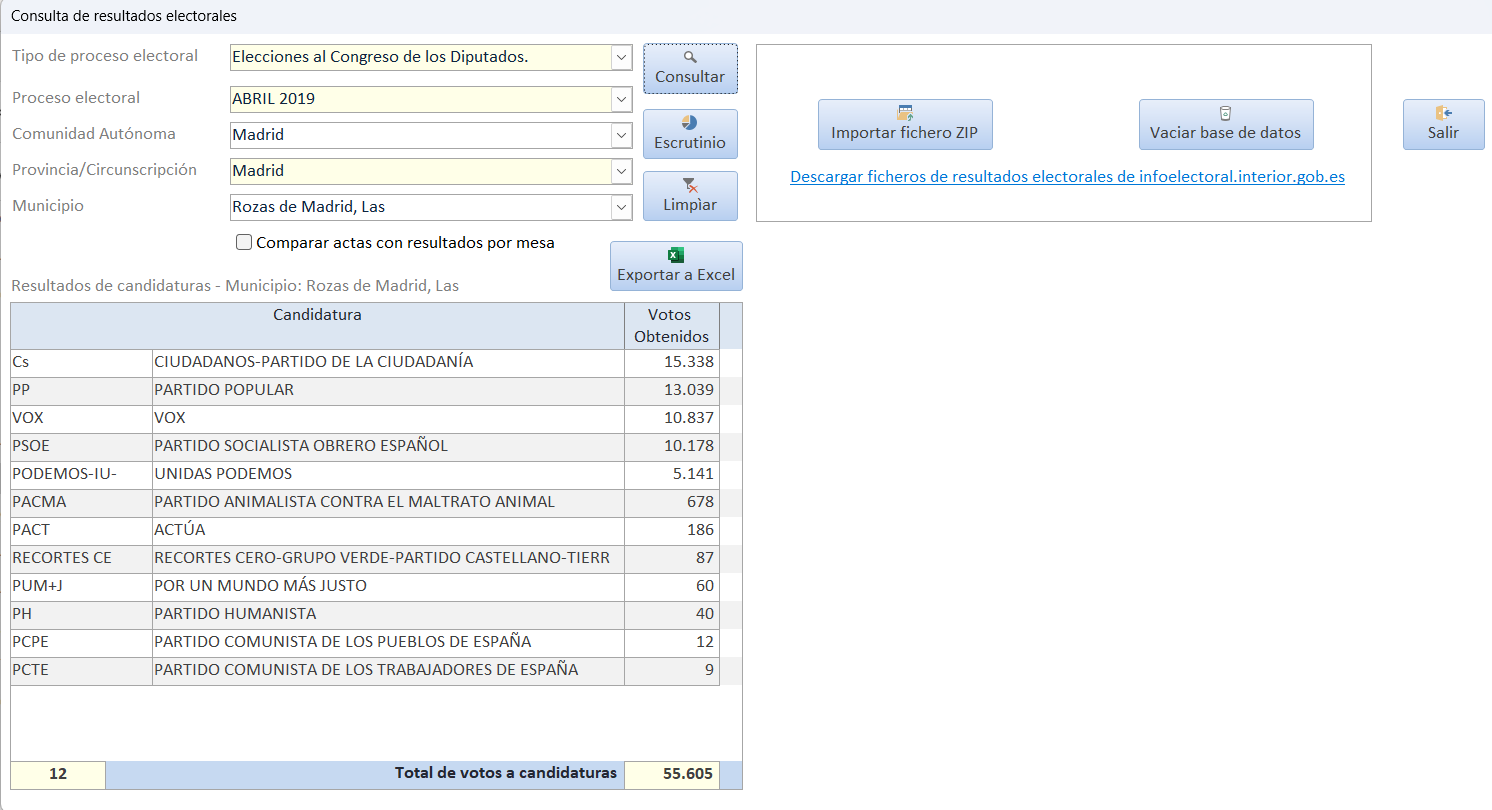 Consulta de resultados electorales
Tipo de proceso electoral
Elecciones al Congreso de los Diputados.
Consultar
Proceso electoral
ABRIL 2019
Importar fichero ZIP
Vaciar base de datos
Salir
Comunidad Autónoma
Madrid
Escrutinio
Provincia/Circunscripción
Madrid
Descargar ficheros de resultados electorales de infoelectoral.interior.gob.es
Municipio
Rozas de Madrid, Las
Limpìar
Comparar actas con resultados por mesa
Exportar a Excel
Resultados de candidaturas - Municipio: Rozas de Madrid, Las
Candidatura
Votos
Obtenidos
Cs CIUDADANOS-PARTIDO DE LA CIUDADANÍA 15.338
PP PARTIDO POPULAR 13.039
VOX VOX 10.837
PSOE PARTIDO SOCIALISTA OBRERO ESPAÑOL 10.178
PODEMOS-IU- UNIDAS PODEMOS 5.141
PACMA PARTIDO ANIMALISTA CONTRA EL MALTRATO ANIMAL 678
PACT ACTÚA 186
RECORTES CE RECORTES CERO-GRUPO VERDE-PARTIDO CASTELLANO-TIERR 87
PUM+J POR UN MUNDO MÁS JUSTO 60
PH PARTIDO HUMANISTA 40
PCPE PARTIDO COMUNISTA DE LOS PUEBLOS DE ESPAÑA 12
PCTE PARTIDO COMUNISTA DE LOS TRABAJADORES DE ESPAÑA 9
12 Total de votos a candidaturas 55.605